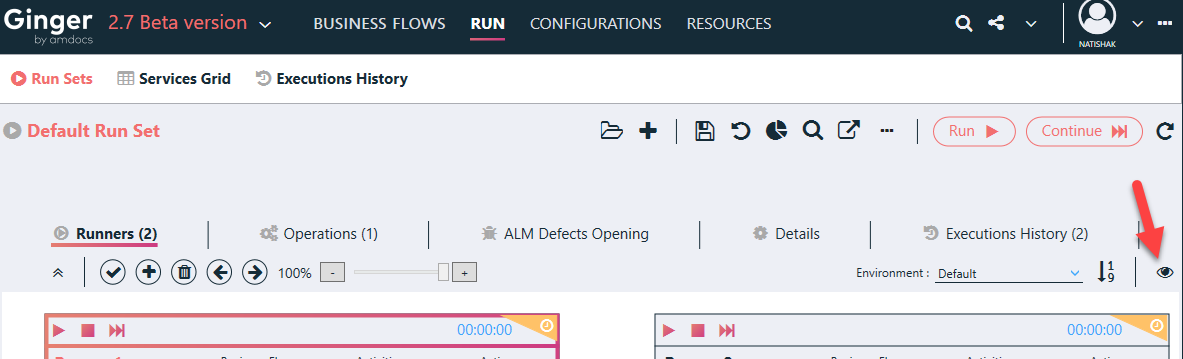 Ginger
by amdocs
2.7 Beta version
BUSINESS FLOWS
RUN
CONFIGURATIONS
RESOURCES
NATISHAK
Run Sets
Services Grid
Executions History
Default Run Set
Run
Continue
Runners (2)
Operations (1)
ALM Defects Opening
Details
Executions History (2)
100%
-
+
Environment :
Default
1
9
00:00:00
00:00:00